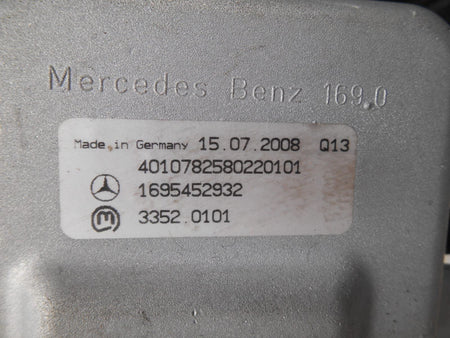 Mercedes Benz 169.0
Made in Germany 15.07.2008 Q13
4010782580220101
1695452932
3352.0101